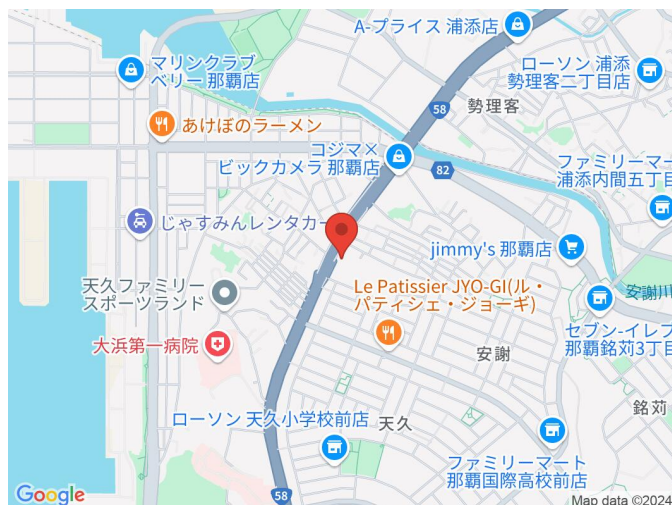 A-プライス 浦添店
マリンクラブ
ベリー 那覇店
ローソン 浦添
勢理客二丁目店
58
勢理客
あけぼのラーメン
コジマ×
ビックカメラ 那覇店
82
ファミリーマート
浦添内間五丁目
じゃすみんレンタカー
jimmy's 那覇店
天久ファミリー
スポーツランド
Le Patissier JYO-GI(ル・
パティシェ・ジョーギ)
安謝川
大浜第一病院
セブン-イレブ
那覇銘苅3丁目
安謝
銘苅
ローソン 天久小学校前店
天久
ファミリーマート
那覇国際高校前店
58
Google
Map data ©2024